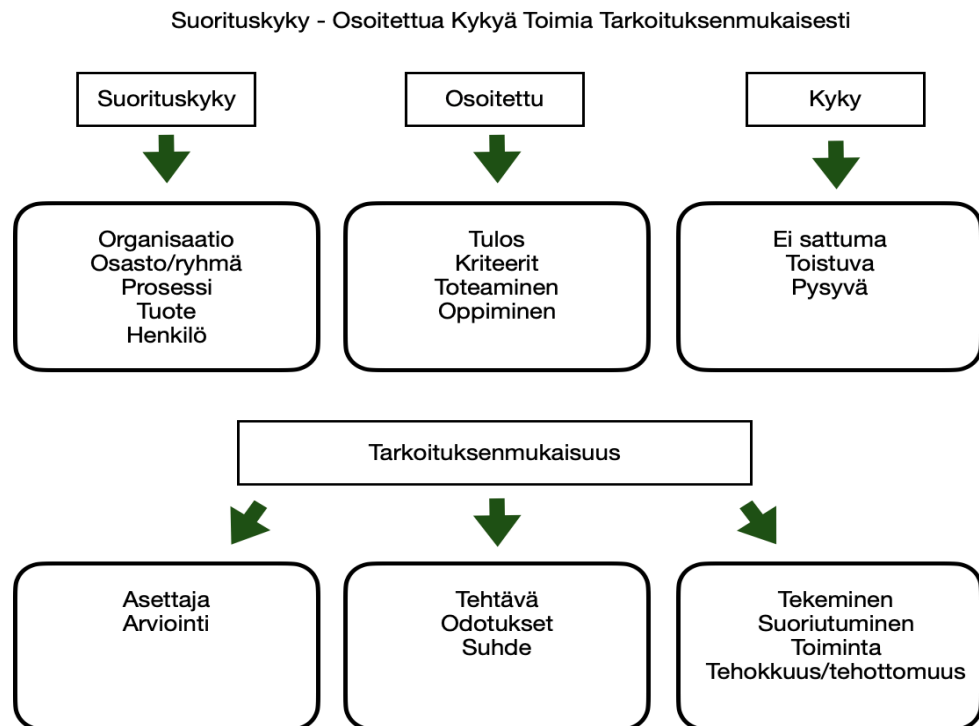 Suorituskyky - Osoitettua Kykyä Toimia Tarkoituksenmukaisesti
Suorituskyky
Osoitettu
Kyky
Organisaatio
Osasto/ryhmä
Prosessi
Tuote
Henkilö
Tulos
Kriteerit
Toteaminen
Oppiminen
Ei sattuma
Toistuva
Pysyvä
Tarkoituksenmukaisuus
Asettaja
Arviointi
Tehtävä
Odotukset
Suhde
Tekeminen
Suoriutuminen
Toiminta
Tehokkuus/tehottomuus